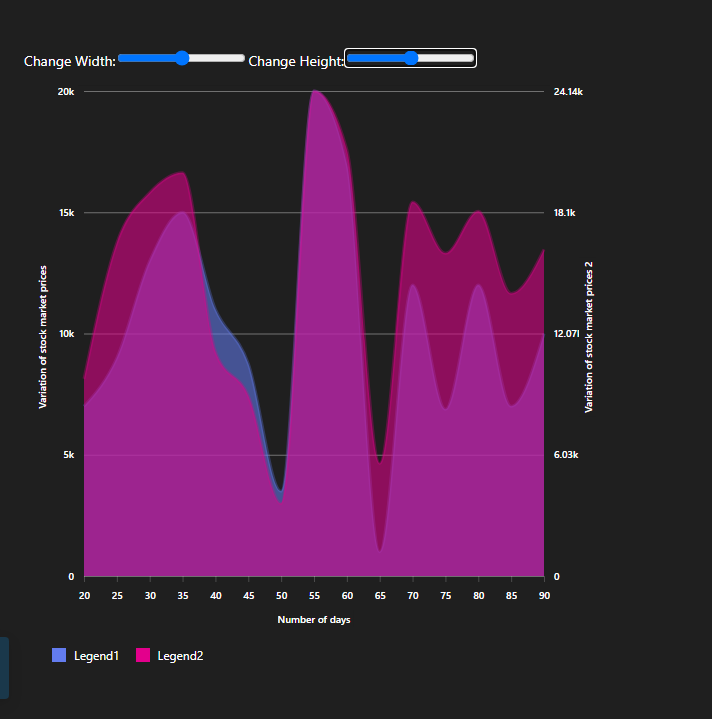 Change Width: Change Height:
20k 24.14k
15k 18.1k
10k 12.07l
5k 6.03k
0 0
Variation of stock market prices
Variation of stock market prices 2
20 25 30 35 40 45 50 55 60 65 70 75 80 85 90
Number of days
Legend1 Legend2